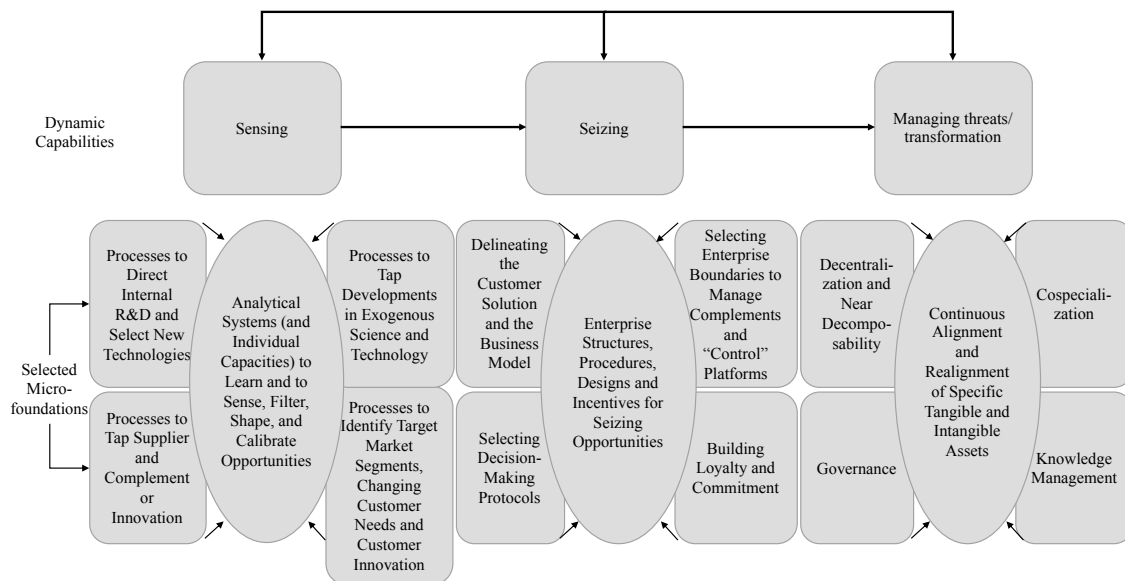 Dynamic
Capabilities
Sensing
Seizing
Managing threats/
transformation
Selected
Micro-
foundations
Processes to
Direct
Internal
R&D and
Select New
Technologies
Analytical
Systems (and
Individual
Capacities) to
Learn and to
Sense, Filter,
Shape, and
Calibrate
Opportunities
Processes to
Tap
Developments
in Exogenous
Science and
Technology
Processes to
Tap Supplier
and
Complement
or
Innovation
Processes to
Identify Target
Market
Segments,
Changing
Customer
Needs and
Customer
Innovation
Delineating
the
Customer
Solution
and the
Business
Model
Enterprise
Structures,
Procedures,
Designs and
Incentives for
Seizing
Opportunities
Selecting
Enterprise
Boundaries to
Manage
Complements
and
“Control”
Platforms
Selecting
Decision-
Making
Protocols
Building
Loyalty and
Commitment
Decentrali-
zation and
Near
Decompo-
sability
Continuous
Alignment
and
Realignment
of Specific
Tangible and
Intangible
Assets
Cospeciali-
zation
Governance
Knowledge
Management